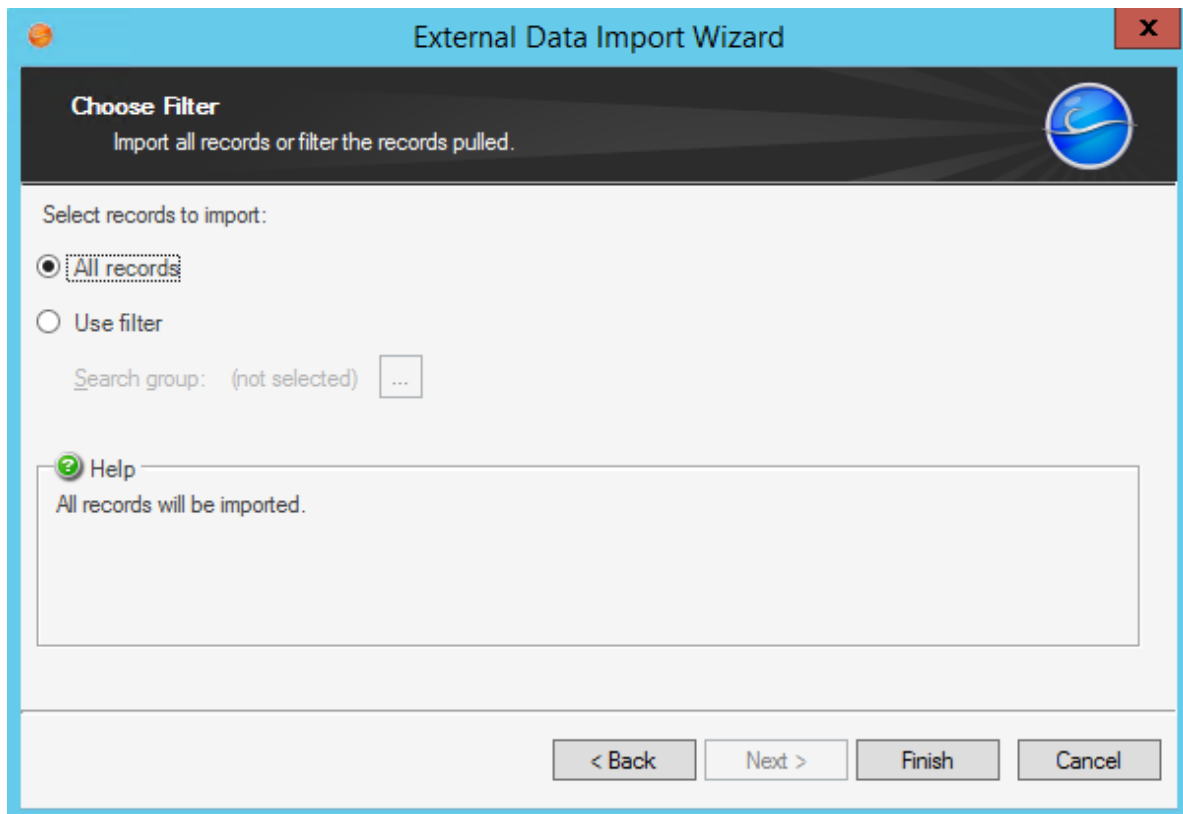 External Data Import Wizard
x
Choose Filter
Import all records or filter the records pulled.
Select records to import:
All records
Use filter
Search group: (not selected) ...
? Help
All records will be imported.
< Back Next > Finish Cancel